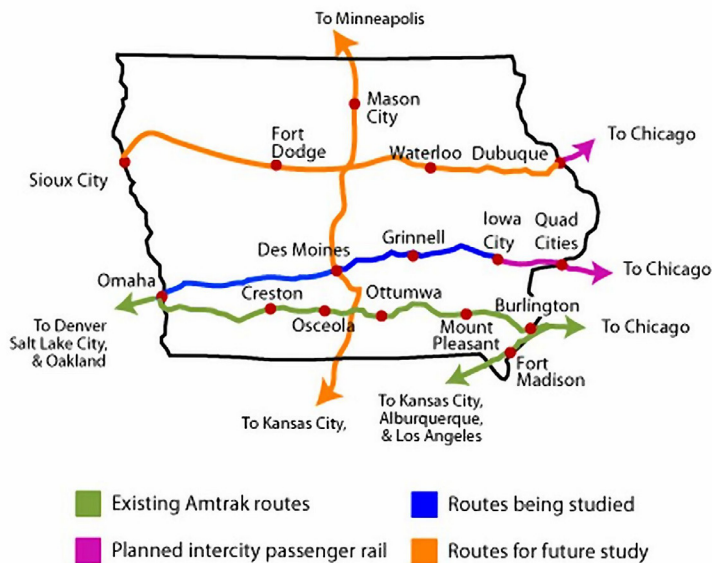 To Minneapolis
Mason
City
Fort
Dodge
Waterloo
Dubuque
To Chicago
Sioux City
Iowa
City
Quad
Cities
Grinnell
Des Moines
To Chicago
Omaha
Creston
Ottumwa
Burlington
Osceola
Mount
Pleasant
To Chicago
To Denver
Salt Lake City,
& Oakland
Fort
Madison
To Kansas City,
To Kansas City,
Alburquerque,
& Los Angeles
Existing Amtrak routes
Routes being studied
Planned intercity passenger rail
Routes for future study